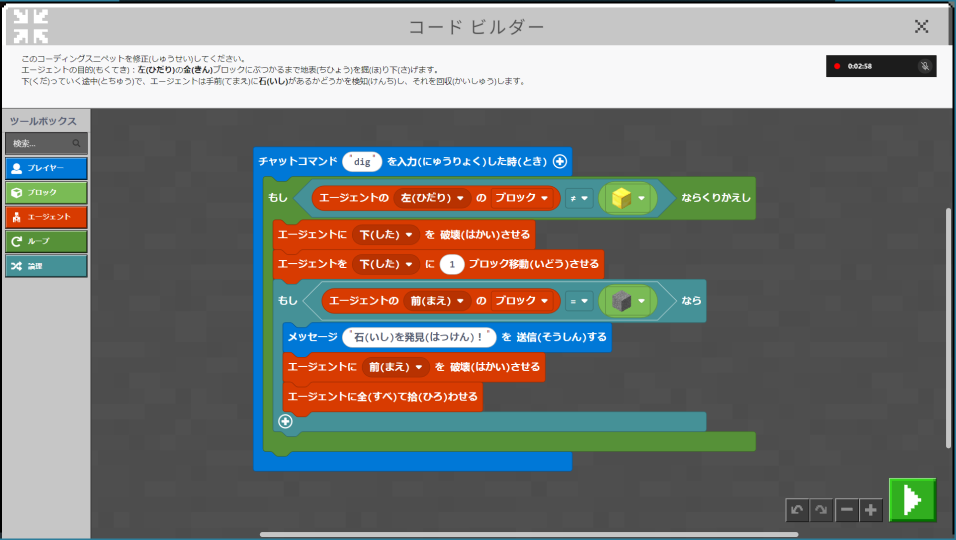 コード ビルダー
このコーディングスニペットを修正(しゅうせい)してください。
エージェントの目的(もくてき)：左(ひだり)の金(きん)ブロックにぶつかるまで地表(ちひょう)を掘(ほ)り下(さ)げます。
下(くだ)っていく途中(とちゅう)で、エージェントは手前(てまえ)に石(いし)があるかどうかを検知(けんち)し、それを回収(かいしゅう)します。
0:02:58
ツールボックス
検索...
プレイヤー
ブロック
エージェント
ループ
論理
チャットコマンド "dig" を入力(にゅうりょく)した時(とき)
もし エージェントの 左(ひだり) の ブロック ≠ ならくりかえし
エージェントに 下(した) を 破壊(はかい)させる
エージェントを 下(した) に 1 ブロック移動(いどう)させる
もし エージェントの 前(まえ) の ブロック = なら
メッセージ "石(いし)を発見(はっけん)！" を 送信(そうしん)する
エージェントに 前(まえ) を 破壊(はかい)させる
エージェントに全(すべ)て拾(ひろ)わせる